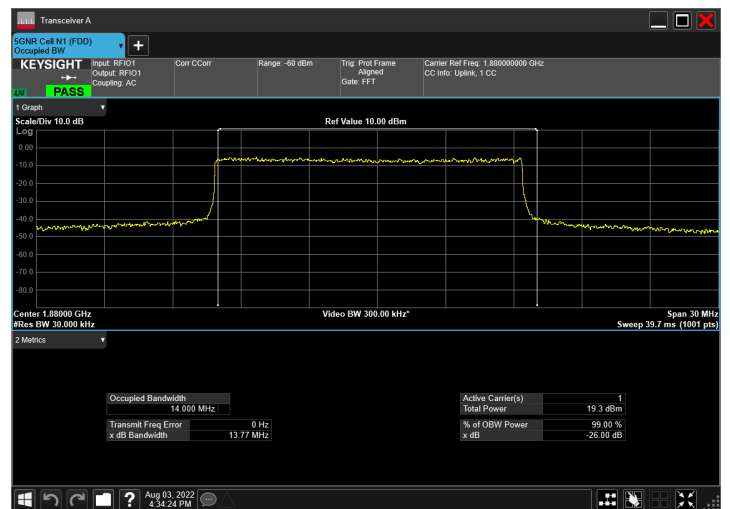 Transceiver A
5GNR Cell N1 (FDD)
Occupied BW
KEYSIGHT
LXI
PASS
Input: RFIO1
Output: RFIO1
Coupling: AC
Corr CCorr
Range: -60 dBm
Trig: Prot Frame
Aligned
Gate: FFT
Carrier Ref Freq: 1.880000000 GHz
CC Info: Uplink, 1 CC
1 Graph
Scale/Div 10.0 dB
Ref Value 10.00 dBm
Log
0.00
-10.0
-20.0
-30.0
-40.0
-50.0
-60.0
-70.0
-80.0
Center 1.88000 GHz
Video BW 300.00 kHz*
Span 30 MHz
#Res BW 30.000 kHz
Sweep 39.7 ms (1001 pts)
2 Metrics
Occupied Bandwidth
14.000 MHz
Transmit Freq Error 0 Hz
x dB Bandwidth 13.77 MHz
Active Carrier(s) 1
Total Power 19.3 dBm
% of OBW Power 99.00 %
x dB -26.00 dB
?
Aug 03, 2022
4:34:24 PM